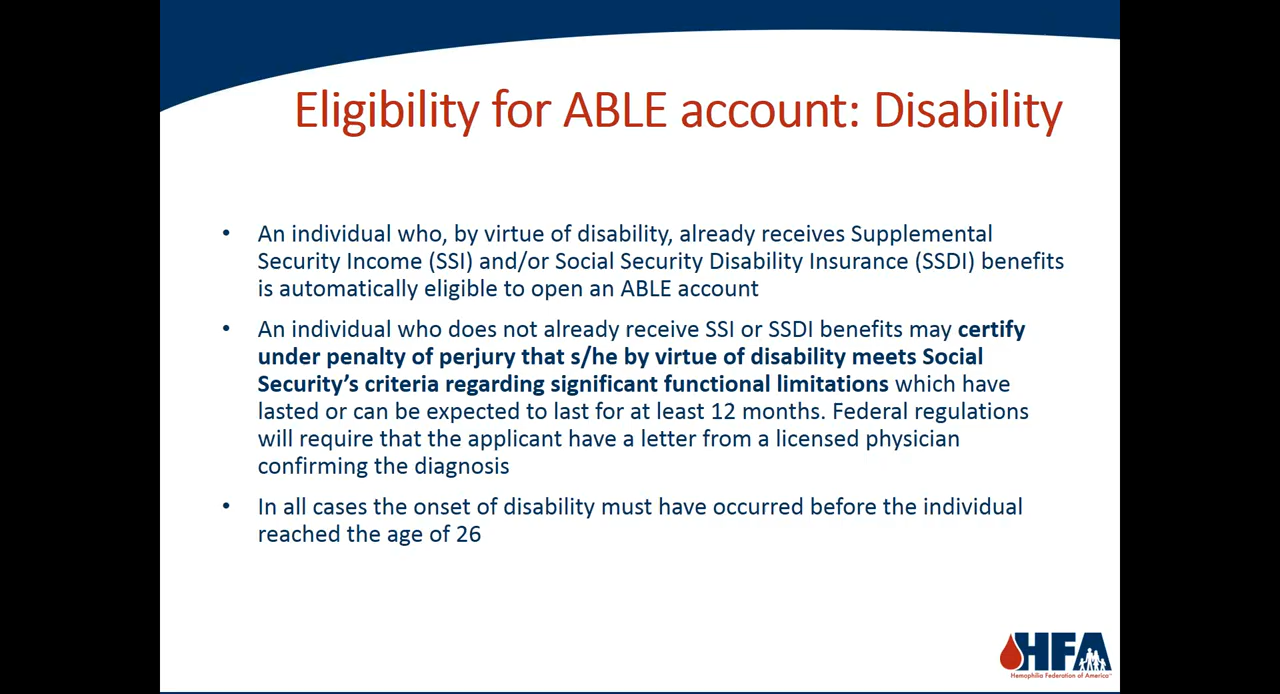 Eligibility for ABLE account: Disability
• An individual who, by virtue of disability, already receives Supplemental
Security Income (SSI) and/or Social Security Disability Insurance (SSDI) benefits
is automatically eligible to open an ABLE account
• An individual who does not already receive SSI or SSDI benefits may certify
under penalty of perjury that s/he by virtue of disability meets Social
Security’s criteria regarding significant functional limitations which have
lasted or can be expected to last for at least 12 months. Federal regulations
will require that the applicant have a letter from a licensed physician
confirming the diagnosis
• In all cases the onset of disability must have occurred before the individual
reached the age of 26
HFA
Hemophilia Federation of America